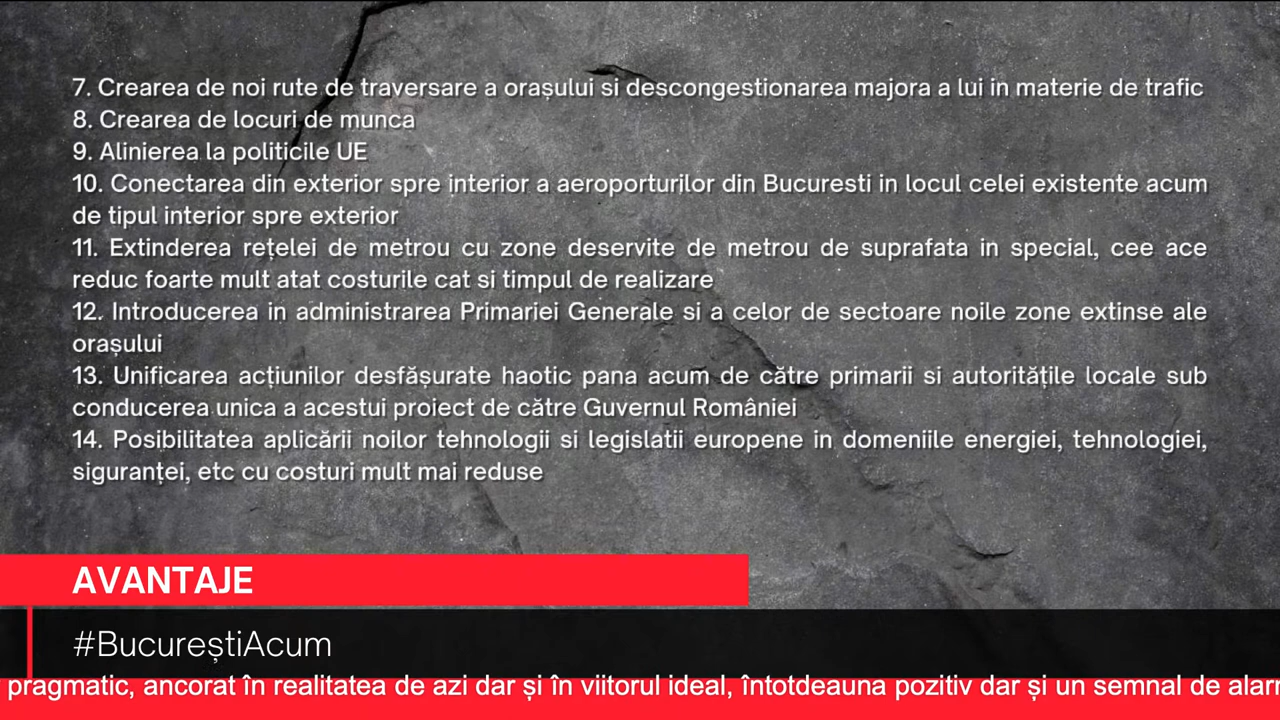 7. Crearea de noi rute de traversare a orașului si descongestionarea majora a lui in materie de trafic
8. Crearea de locuri de munca
9. Alinierea la politicile UE
10. Conectarea din exterior spre interior a aeroporturilor din Bucuresti in locul celei existente acum
de tipul interior spre exterior
11. Extinderea rețelei de metrou cu zone deservite de metrou de suprafata in special, cee ace
reduc foarte mult atat costurile cat si timpul de realizare
12. Introducerea in administrarea Primariei Generale si a celor de sectoare noile zone extinse ale
orașului
13. Unificarea acțiunilor desfășurate haotic pana acum de către primarii si autoritățile locale sub
conducerea unica a acestui proiect de către Guvernul României
14. Posibilitatea aplicării noilor tehnologii si legislatii europene in domeniile energiei, tehnologiei,
siguranței, etc cu costuri mult mai reduse
AVANTAJE
#BucureștiAcum
pragmatic, ancorat în realitatea de azi dar și în viitorul ideal, întotdeauna pozitiv dar și un semnal de